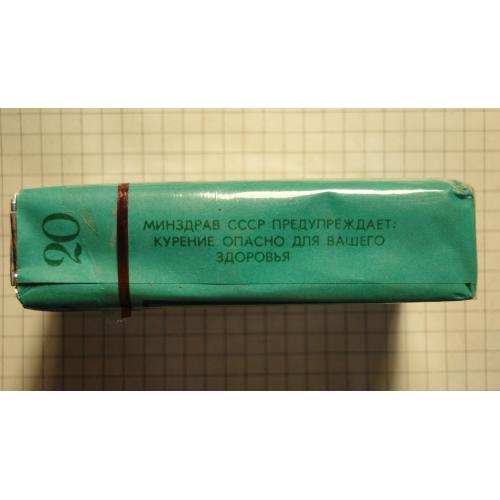 20
МИНЗДРАВ СССР ПРЕДУПРЕЖДАЕТ:
КУРЕНИЕ ОПАСНО ДЛЯ ВАШЕГО
ЗДОРОВЬЯ